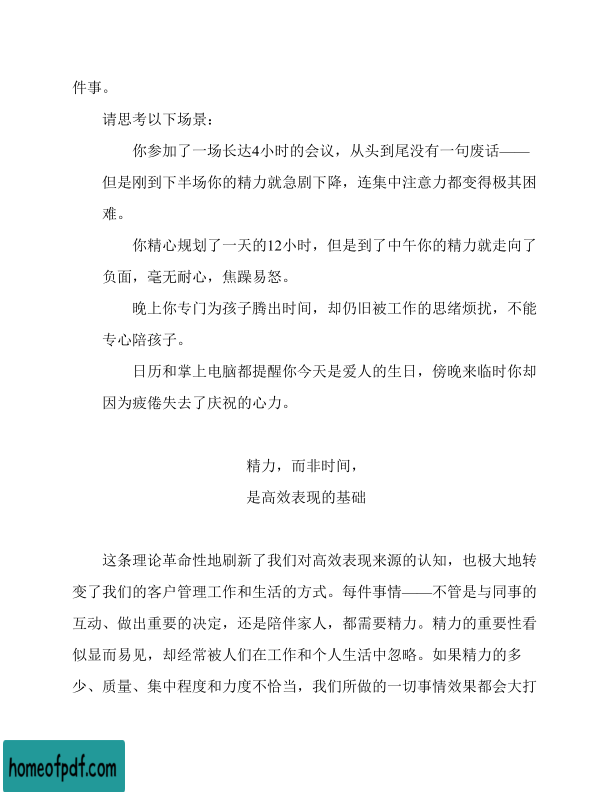 件事。
请思考以下场景：
你参加了一场长达4小时的会议，从头到尾没有一句废话——
但是刚到下半场你的精力就急剧下降，连集中注意力都变得极其困
难。
你精心规划了一天的12小时，但是到了中午你的精力就走向了
负面，毫无耐心，焦躁易怒。
晚上你专门为孩子腾出时间，却仍旧被工作的思绪烦扰，不能
专心陪孩子。
日历和掌上电脑都提醒你今天是爱人的生日，傍晚来临时你却
因为疲倦失去了庆祝的心力。
精力，而非时间，
是高效表现的基础
这条理论革命性地刷新了我们对高效表现来源的认知，也极大地转
变了我们的客户管理工作和生活的方式。每件事情——不管是与同事的
互动、做出重要的决定，还是陪伴家人，都需要精力。精力的重要性看
似显而易见，却经常被人们在工作和个人生活中忽略。如果精力的多
少、质量、集中程度和力度不恰当，我们所做的一切事情效果都会大打
homeofpdf.com